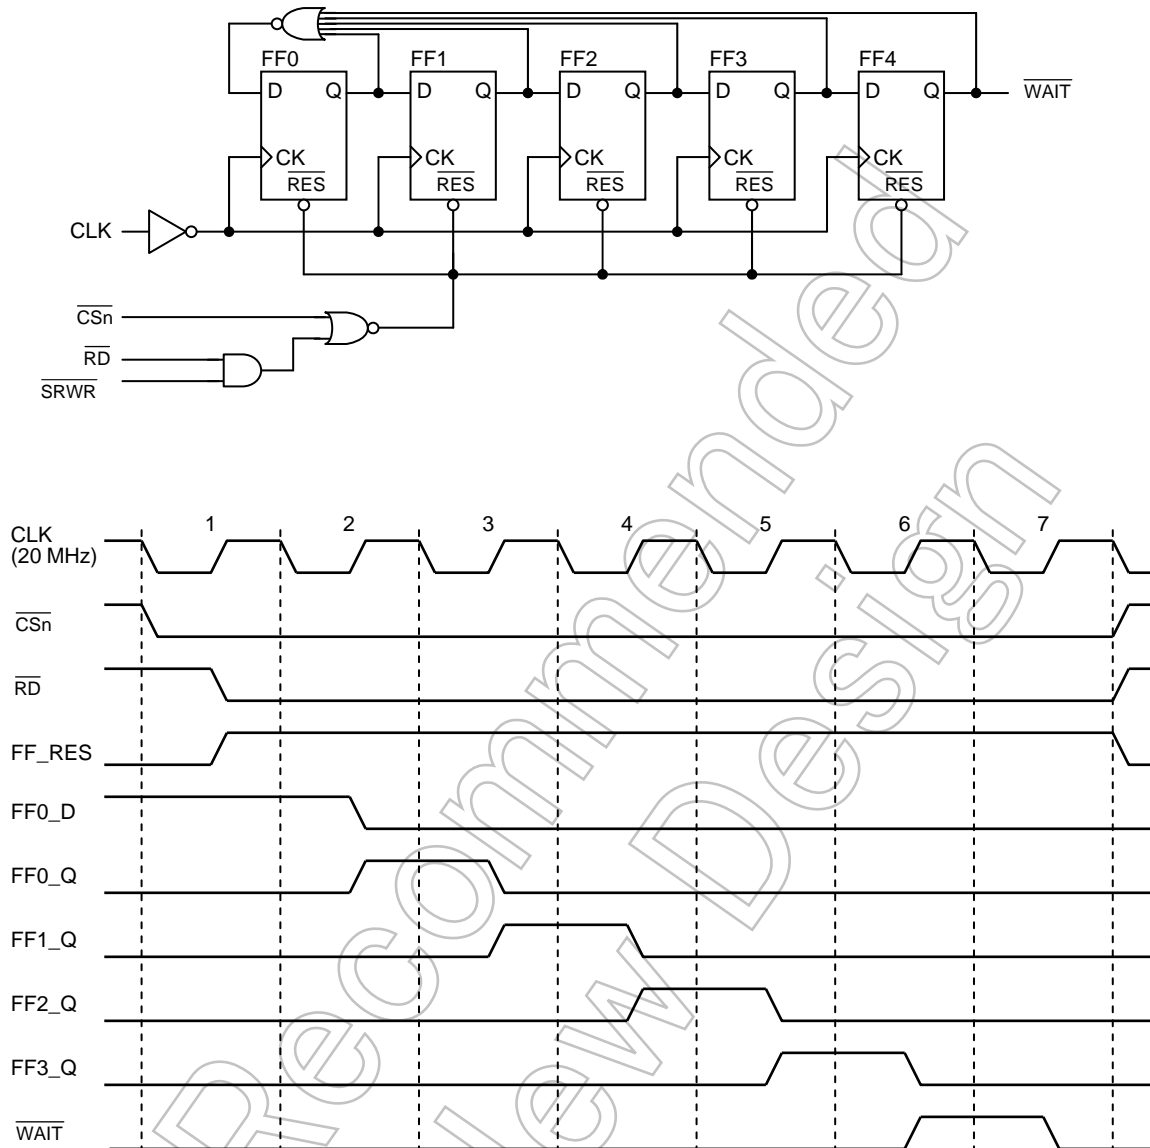 FF0 FF1 FF2 FF3 FF4
D Q D Q D Q D Q D Q WAIT
CK CK CK CK CK
RES RES RES RES RES
CLK
CSn
RD
SRWR
1 2 3 4 5 6 7
CLK
(20 MHz)
CSn
RD
FF_RES
FF0_D
FF0_Q
FF1_Q
FF2_Q
FF3_Q
WAIT
Recommended
ew Design